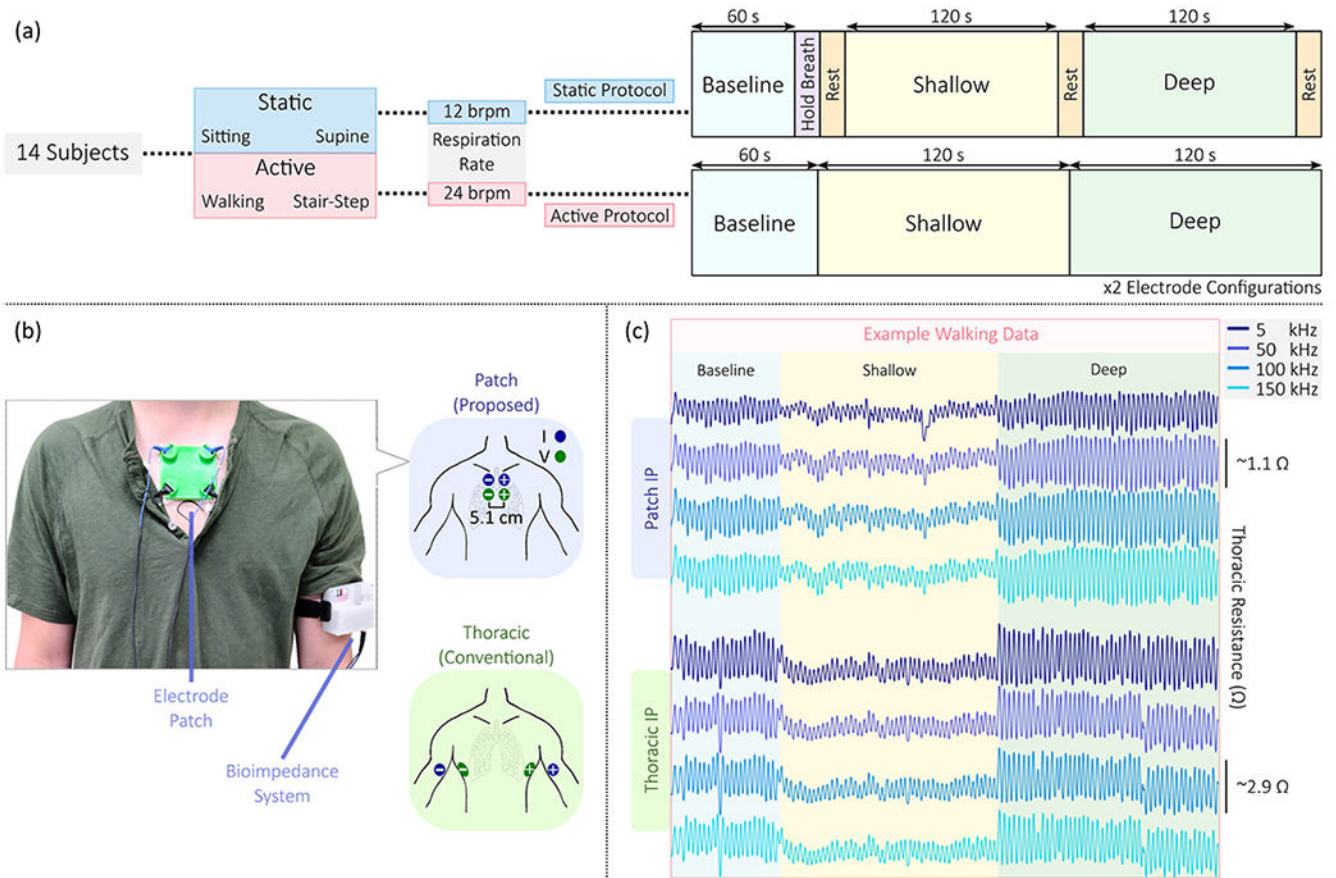 (a)
14 Subjects
Static
Sitting Supine
Active
Walking Stair-Step
12 brpm
Respiration
Rate
24 brpm
Static Protocol
Active Protocol
60 s 120 s 120 s
Baseline
Hold Breath
Rest
Shallow
Rest
Deep
Rest
60 s 120 s 120 s
Baseline
Shallow
Deep
x2 Electrode Configurations
(b)
Electrode
Patch
Bioimpedance
System
Patch
(Proposed)
I
V
− +
− +
5.1 cm
Thoracic
(Conventional)
− − + +
(c)
Example Walking Data
5 kHz
50 kHz
100 kHz
150 kHz
Baseline Shallow Deep
Patch IP
Thoracic IP
~1.1 Ω
Thoracic Resistance (Ω)
~2.9 Ω